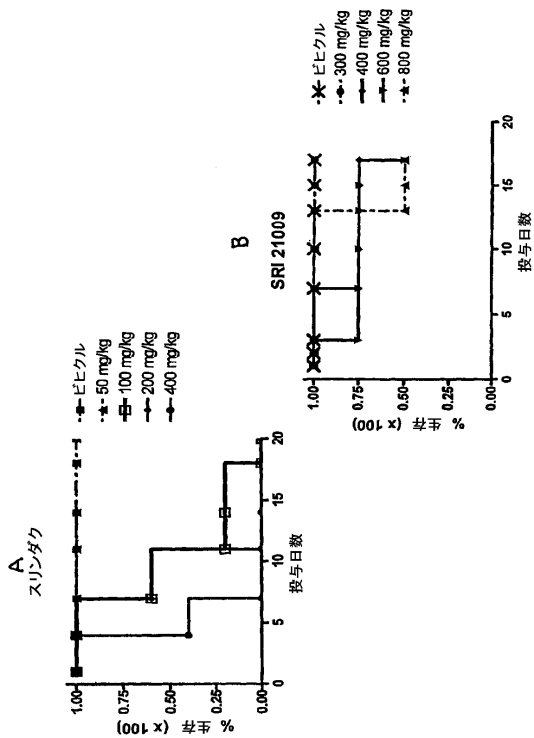 A
スリンダク
% 生存 (x 100)
1.00
0.75
0.50
0.25
0.00
0
5
10
15
20
投与日数
ビヒクル
50 mg/kg
100 mg/kg
200 mg/kg
400 mg/kg
B
SRI 21009
% 生存 (x 100)
1.00
0.75
0.50
0.25
0.00
0
5
10
15
20
投与日数
ビヒクル
300 mg/kg
400 mg/kg
600 mg/kg
800 mg/kg